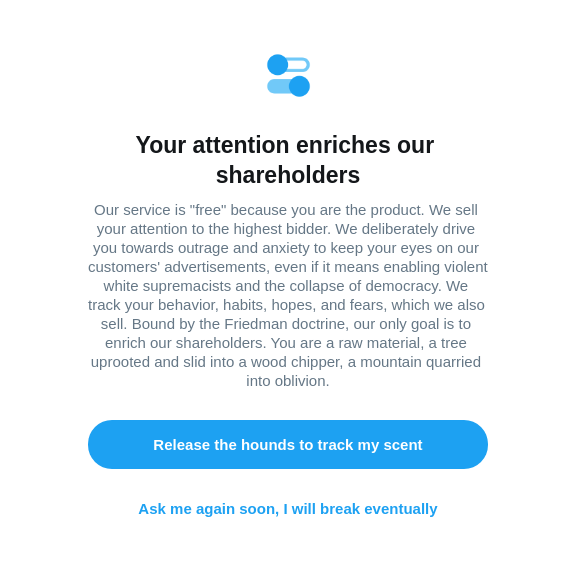 Your attention enriches our
shareholders
Our service is "free" because you are the product. We sell
your attention to the highest bidder. We deliberately drive
you towards outrage and anxiety to keep your eyes on our
customers' advertisements, even if it means enabling violent
white supremacists and the collapse of democracy. We
track your behavior, habits, hopes, and fears, which we also
sell. Bound by the Friedman doctrine, our only goal is to
enrich our shareholders. You are a raw material, a tree
uprooted and slid into a wood chipper, a mountain quarried
into oblivion.
Release the hounds to track my scent
Ask me again soon, I will break eventually